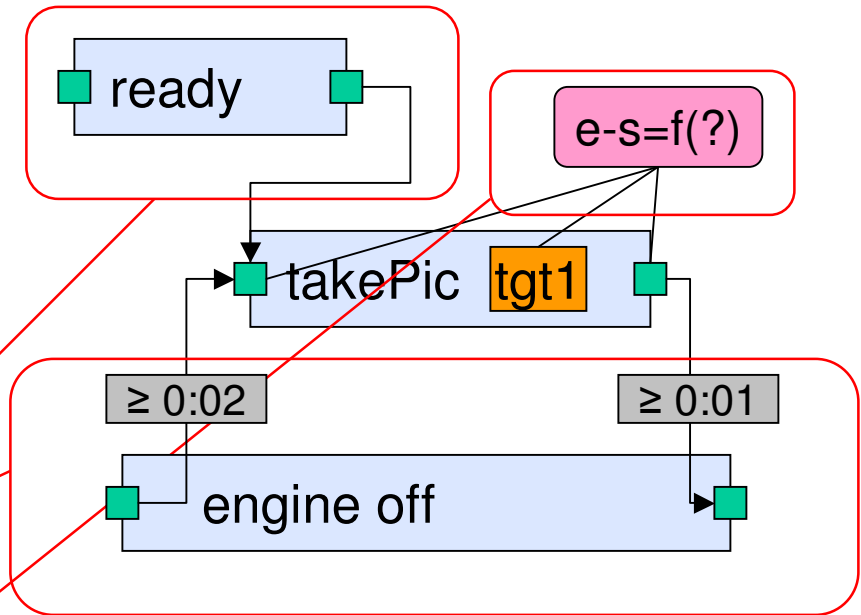 ready
e-s=f(?)
takePic tgt1
≥ 0:02
≥ 0:01
engine off